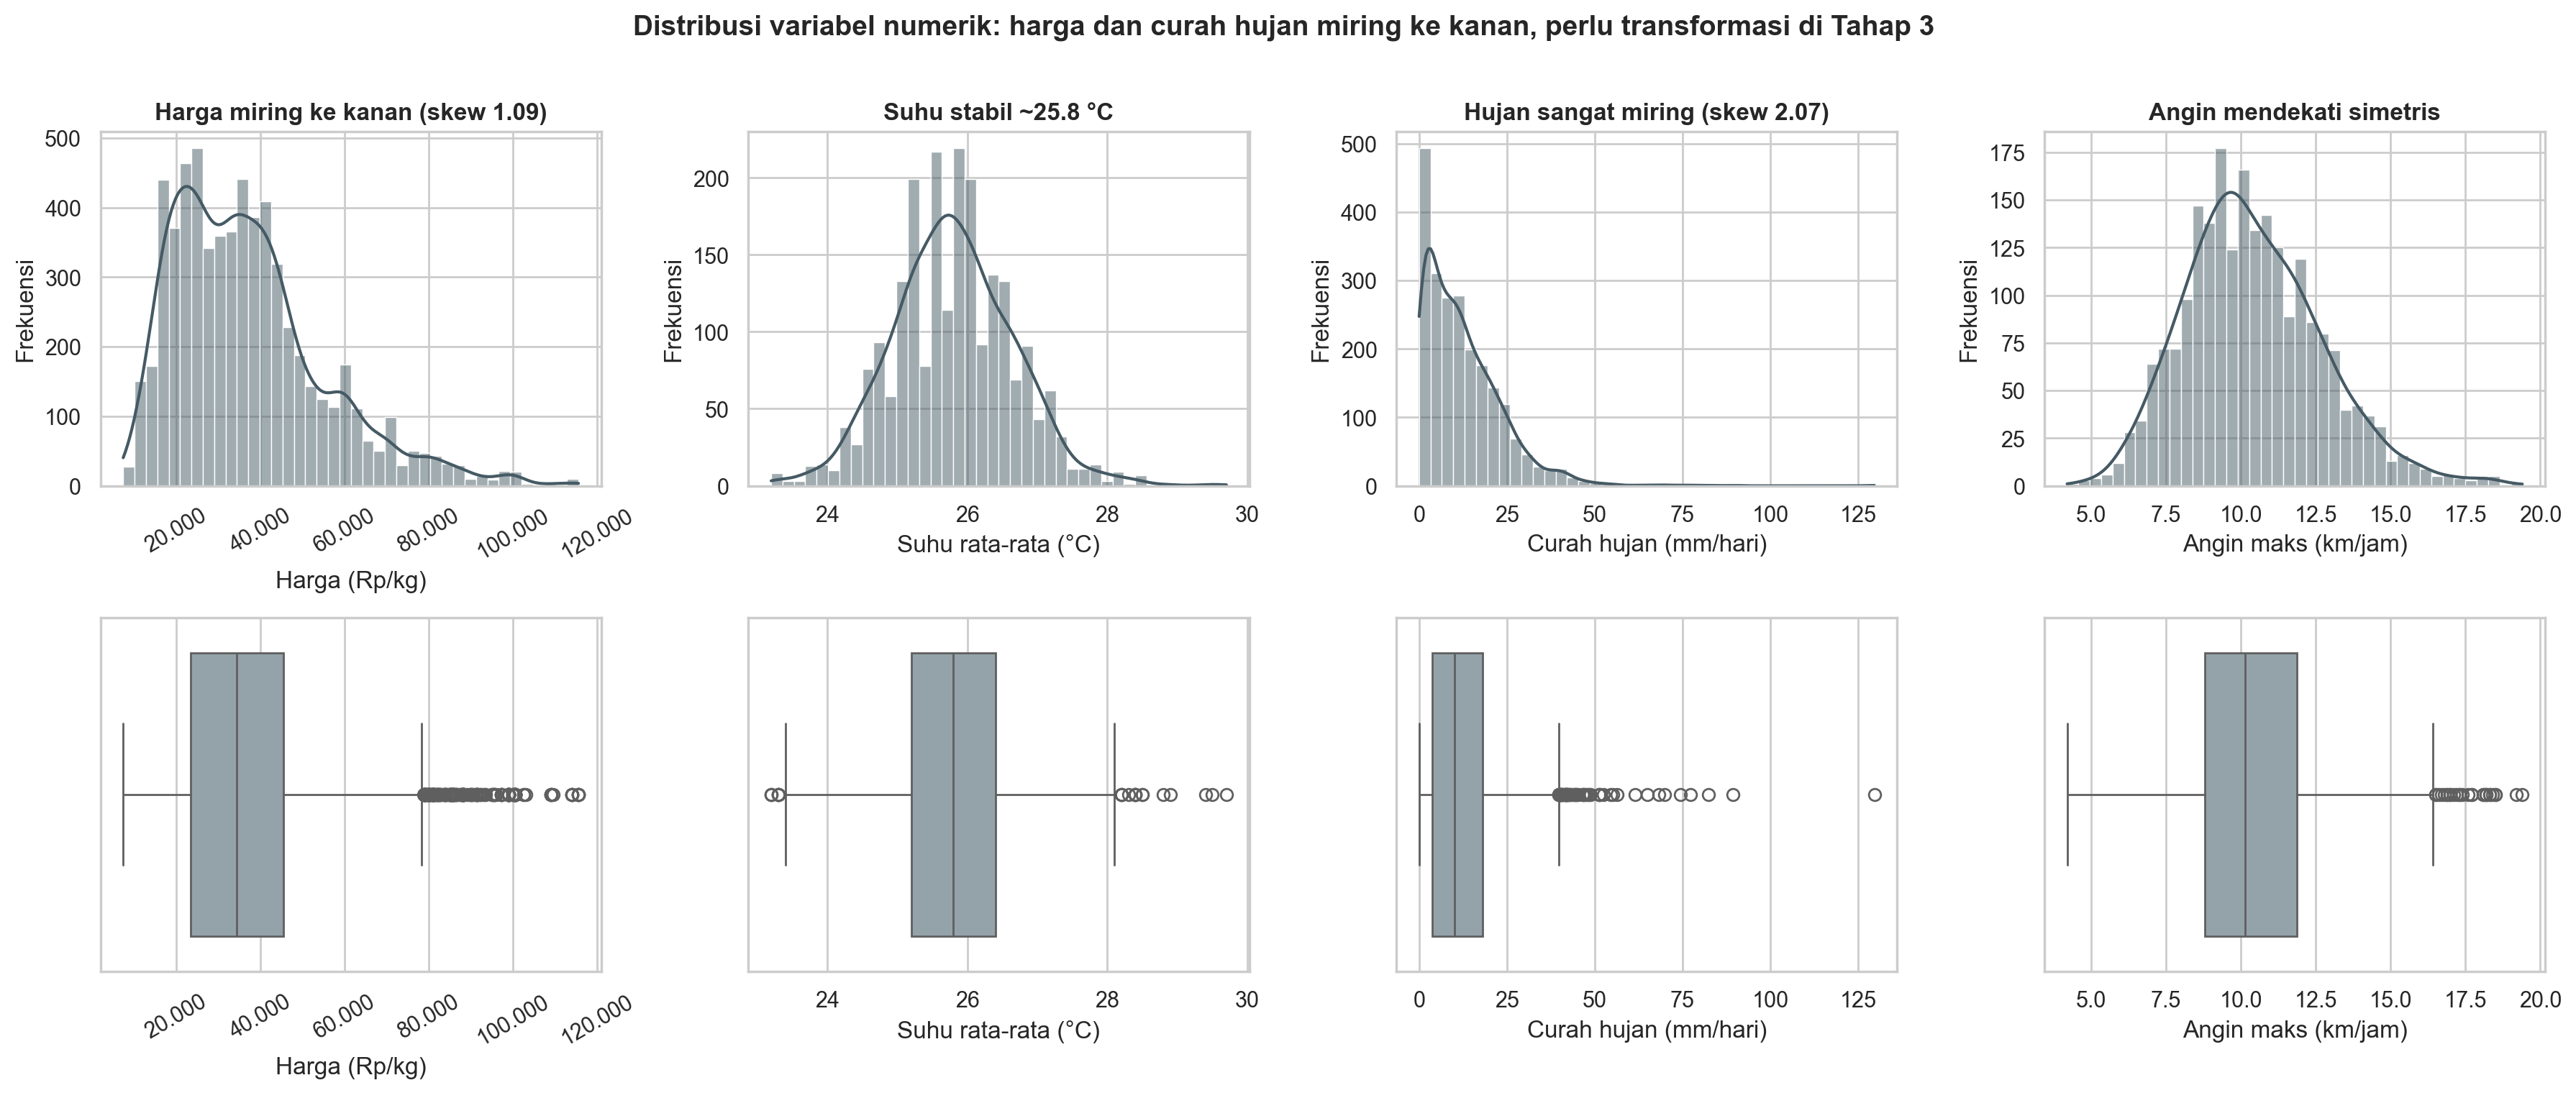 Distribusi variabel numerik: harga dan curah hujan miring ke kanan, perlu transformasi di Tahap 3
Harga miring ke kanan (skew 1.09)
500
400
300
200
100
0
Frekuensi
20.000 40.000 60.000 80.000 100.000 120.000
Harga (Rp/kg)
Suhu stabil ~25.8 °C
200
150
100
50
0
Frekuensi
24 26 28 30
Suhu rata-rata (°C)
Hujan sangat miring (skew 2.07)
500
400
300
200
100
0
Frekuensi
0 25 50 75 100 125
Curah hujan (mm/hari)
Angin mendekati simetris
175
150
125
100
75
50
25
0
Frekuensi
5.0 7.5 10.0 12.5 15.0 17.5 20.0
Angin maks (km/jam)
20.000 40.000 60.000 80.000 100.000 120.000
Harga (Rp/kg)
24 26 28 30
Suhu rata-rata (°C)
0 25 50 75 100 125
Curah hujan (mm/hari)
5.0 7.5 10.0 12.5 15.0 17.5 20.0
Angin maks (km/jam)